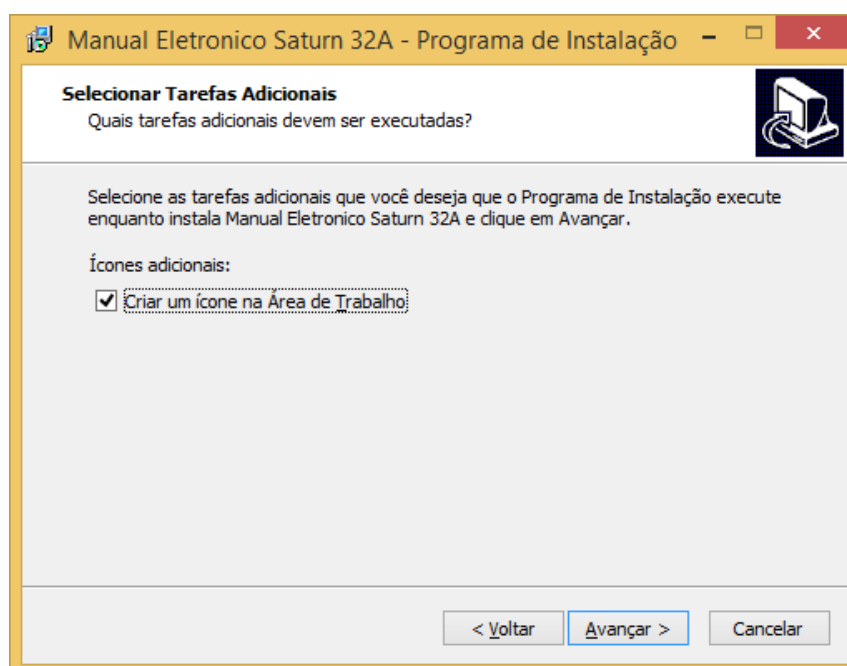 Manual Eletronico Saturn 32A - Programa de Instalação
Selecionar Tarefas Adicionais
Quais tarefas adicionais devem ser executadas?
Selecione as tarefas adicionais que você deseja que o Programa de Instalação execute
enquanto instala Manual Eletronico Saturn 32A e clique em Avançar.
Ícones adicionais:
Criar um ícone na Área de Trabalho
< Voltar
Avançar >
Cancelar